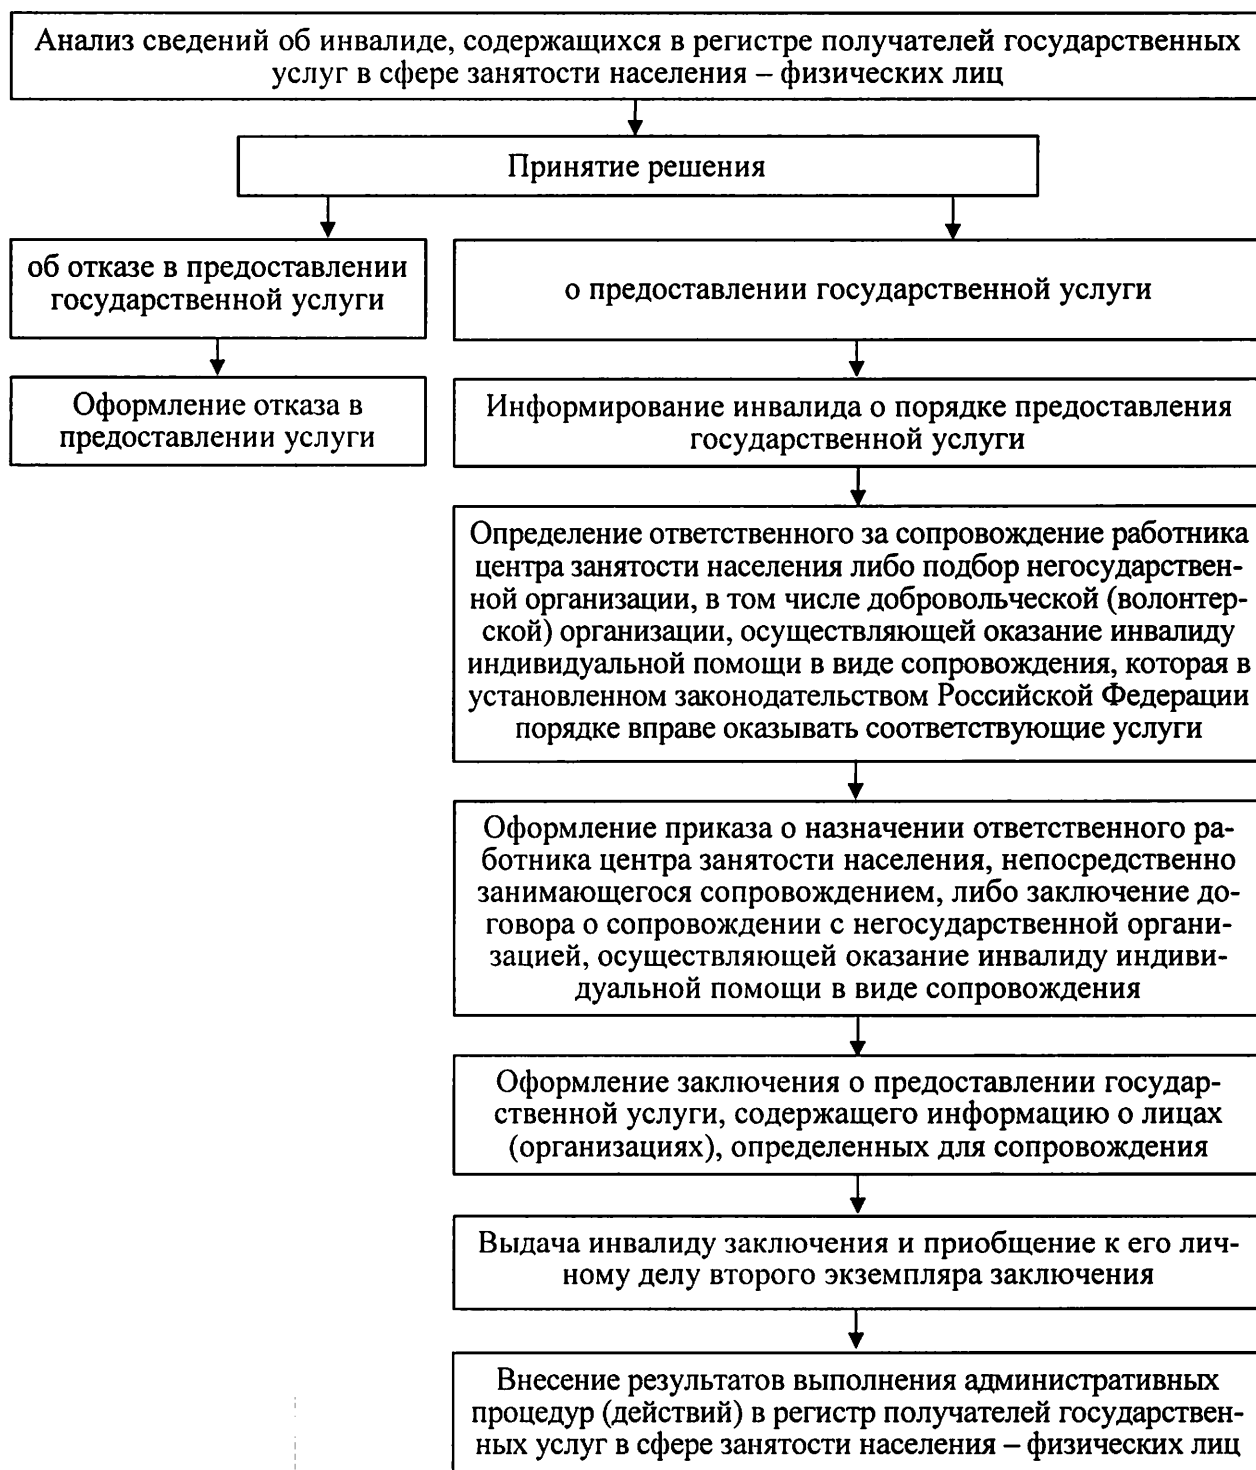 Анализ сведений об инвалиде, содержащихся в регистре получателей государственных
услуг в сфере занятости населения – физических лиц
Принятие решения
об отказе в предоставлении
государственной услуги
о предоставлении государственной услуги
Оформление отказа в
предоставлении услуги
Информирование инвалида о порядке предоставления
государственной услуги
Определение ответственного за сопровождение работника
центра занятости населения либо подбор негосударствен-
ной организации, в том числе добровольческой (волонтер-
ской) организации, осуществляющей оказание инвалиду
индивидуальной помощи в виде сопровождения, которая в
установленном законодательством Российской Федерации
порядке вправе оказывать соответствующие услуги
Оформление приказа о назначении ответственного ра-
ботника центра занятости населения, непосредственно
занимающегося сопровождением, либо заключение до-
говора о сопровождении с негосударственной органи-
зацией, осуществляющей оказание инвалиду индиви-
дуальной помощи в виде сопровождения
Оформление заключения о предоставлении государ-
ственной услуги, содержащего информацию о лицах
(организациях), определенных для сопровождения
Выдача инвалиду заключения и приобщение к его лич-
ному делу второго экземпляра заключения
Внесение результатов выполнения административных
процедур (действий) в регистр получателей государствен-
ных услуг в сфере занятости населения – физических лиц